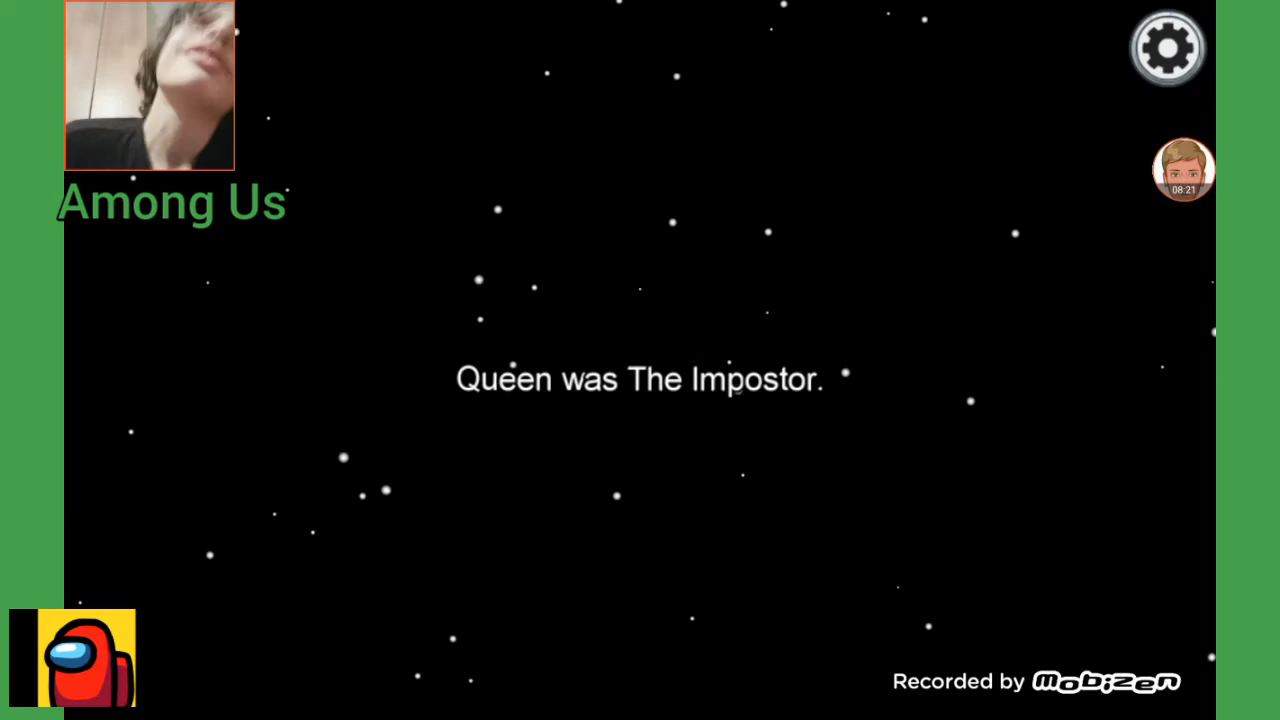 Among Us
08:21
Queen was The Impostor.
Recorded by mobizen